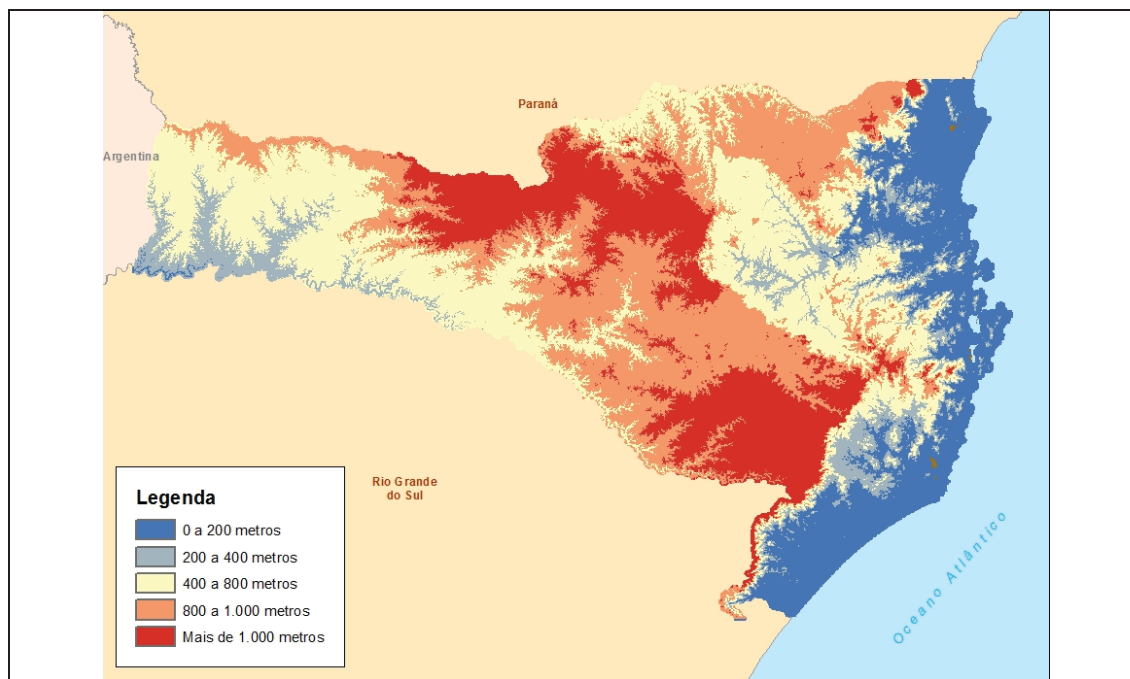 Paraná
Argentina
Rio Grande
do Sul
Oceano Atlântico
Legenda
0 a 200 metros
200 a 400 metros
400 a 800 metros
800 a 1.000 metros
Mais de 1.000 metros